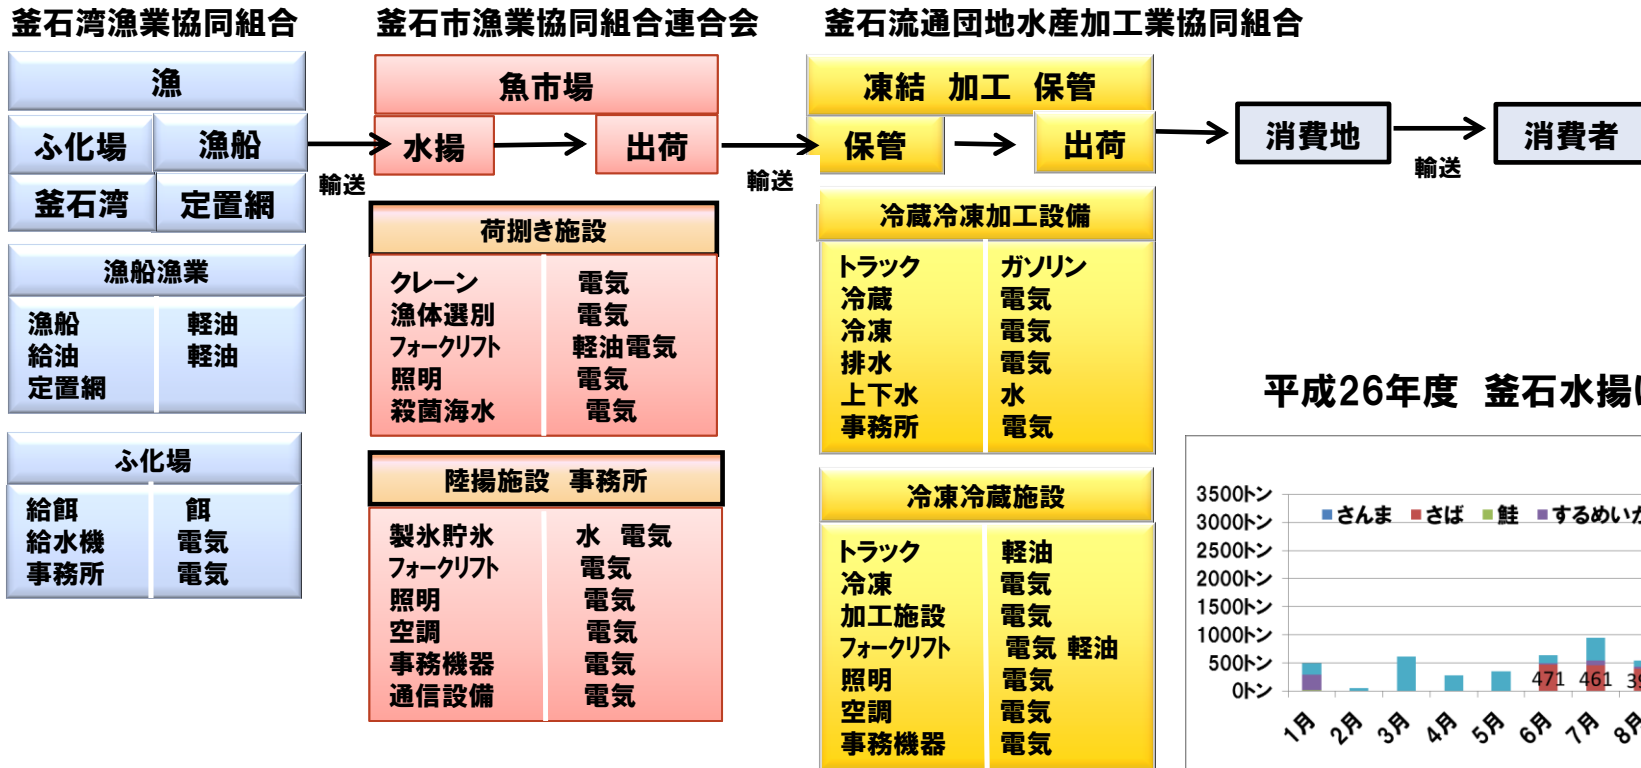 釜石湾漁業協同組合
漁
ふ化場 漁船
釜石湾 定置網
漁船漁業
漁船 軽油
給油 軽油
定置網
ふ化場
給餌 餌
給水機 電気
事務所 電気
輸送
釜石市漁業協同組合連合会
魚市場
水揚 出荷
荷捌き施設
クレーン 電気
漁体選別 電気
フォークリフト 軽油電気
照明 電気
殺菌海水 電気
陸揚施設 事務所
製氷貯氷 水 電気
フォークリフト 電気
照明 電気
空調 電気
事務機器 電気
通信設備 電気
輸送
釜石流通団地水産加工業協同組合
凍結 加工 保管
保管 出荷
冷蔵冷凍加工設備
トラック ガソリン
冷蔵 電気
冷凍 電気
排水 電気
上下水 水
事務所 電気
冷凍冷蔵施設
トラック 軽油
冷凍 電気
加工施設 電気
フォークリフト 電気 軽油
照明 電気
空調 電気
事務機器 電気
消費地
輸送
消費者
平成26年度 釜石水揚
さんま さば 鮭 するめいか
3500トン
3000トン
2500トン
2000トン
1500トン
1000トン
500トン
0トン
471 461 39
1月 2月 3月 4月 5月 6月 7月 8月